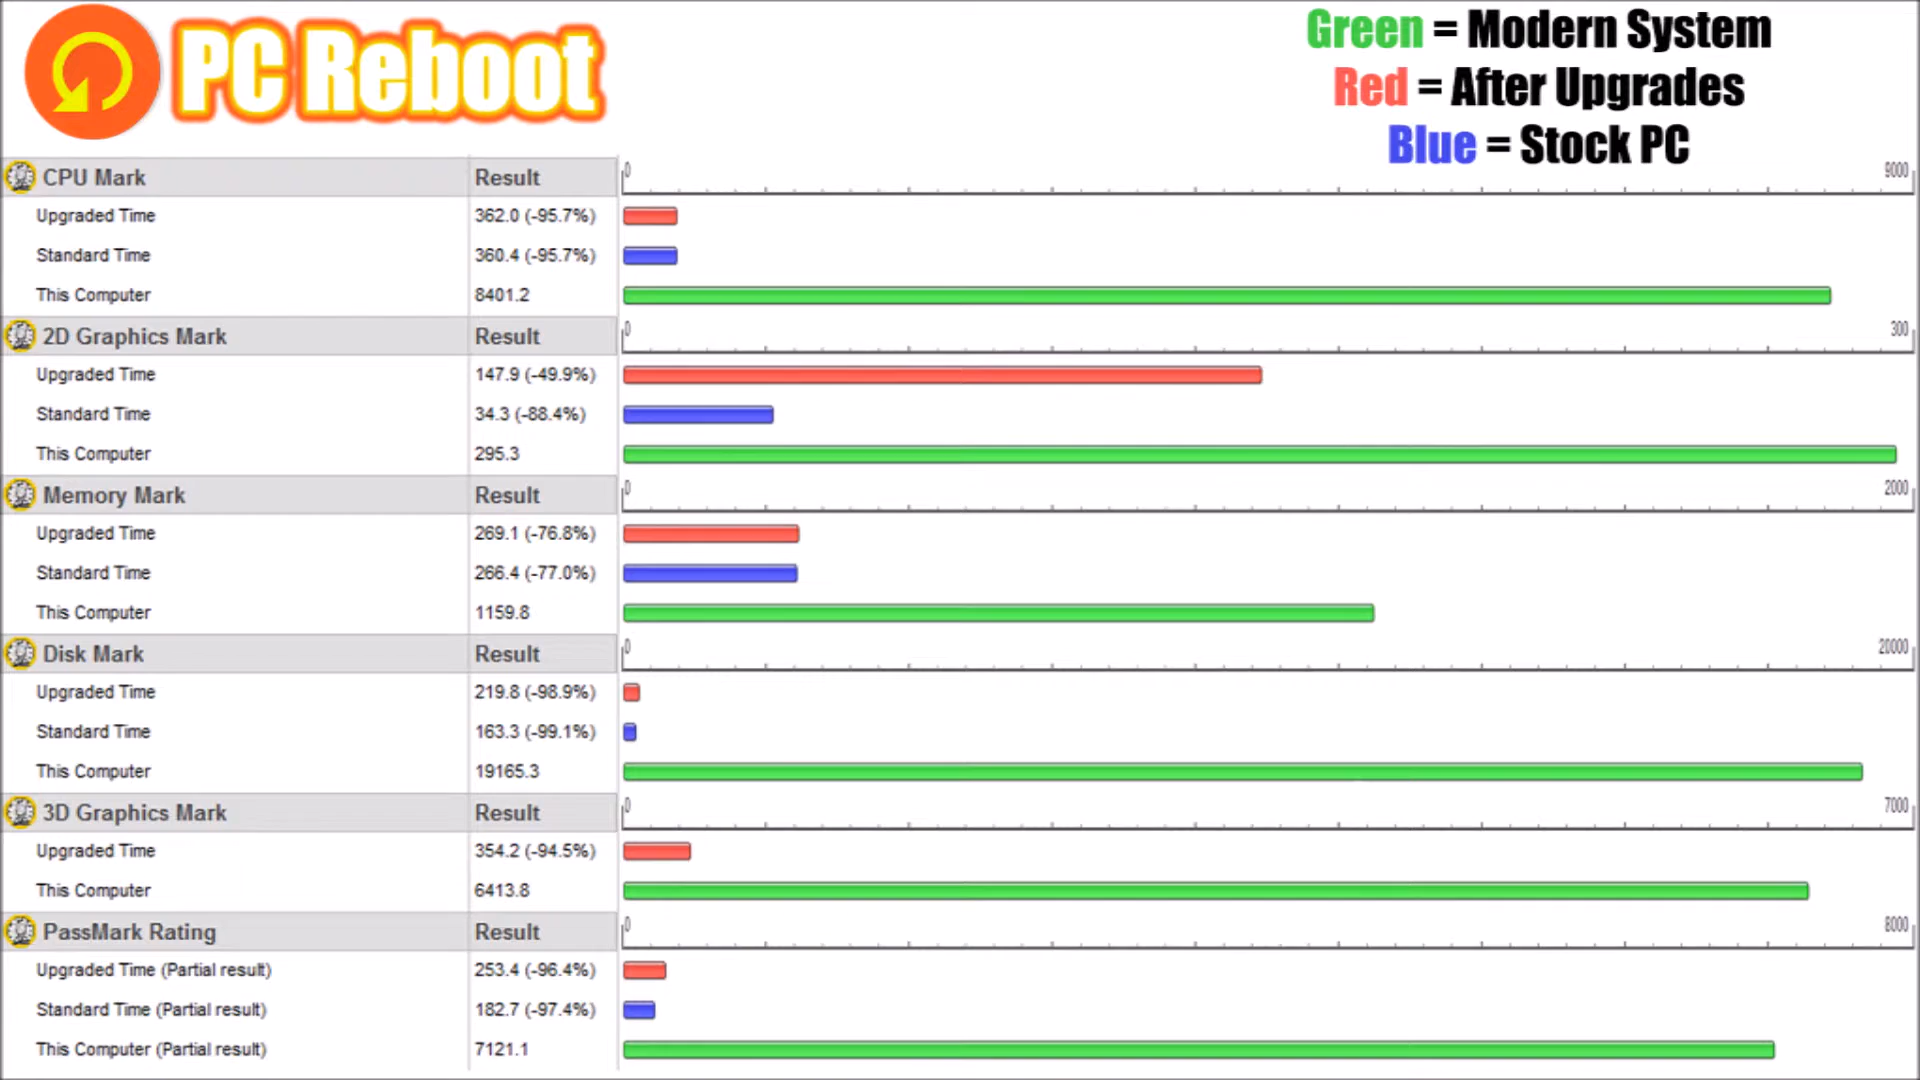 PC Reboot
Green = Modern System
Red = After Upgrades
Blue = Stock PC
CPU Mark Result 0 9000
Upgraded Time 362.0 (-95.7%)
Standard Time 360.4 (-95.7%)
This Computer 8401.2
2D Graphics Mark Result 0 300
Upgraded Time 147.9 (-49.9%)
Standard Time 34.3 (-88.4%)
This Computer 295.3
Memory Mark Result 0 2000
Upgraded Time 269.1 (-76.8%)
Standard Time 266.4 (-77.0%)
This Computer 1159.8
Disk Mark Result 0 20000
Upgraded Time 219.8 (-98.9%)
Standard Time 163.3 (-99.1%)
This Computer 19165.3
3D Graphics Mark Result 0 7000
Upgraded Time 354.2 (-94.5%)
This Computer 6413.8
PassMark Rating Result 0 8000
Upgraded Time (Partial result) 253.4 (-96.4%)
Standard Time (Partial result) 182.7 (-97.4%)
This Computer (Partial result) 7121.1